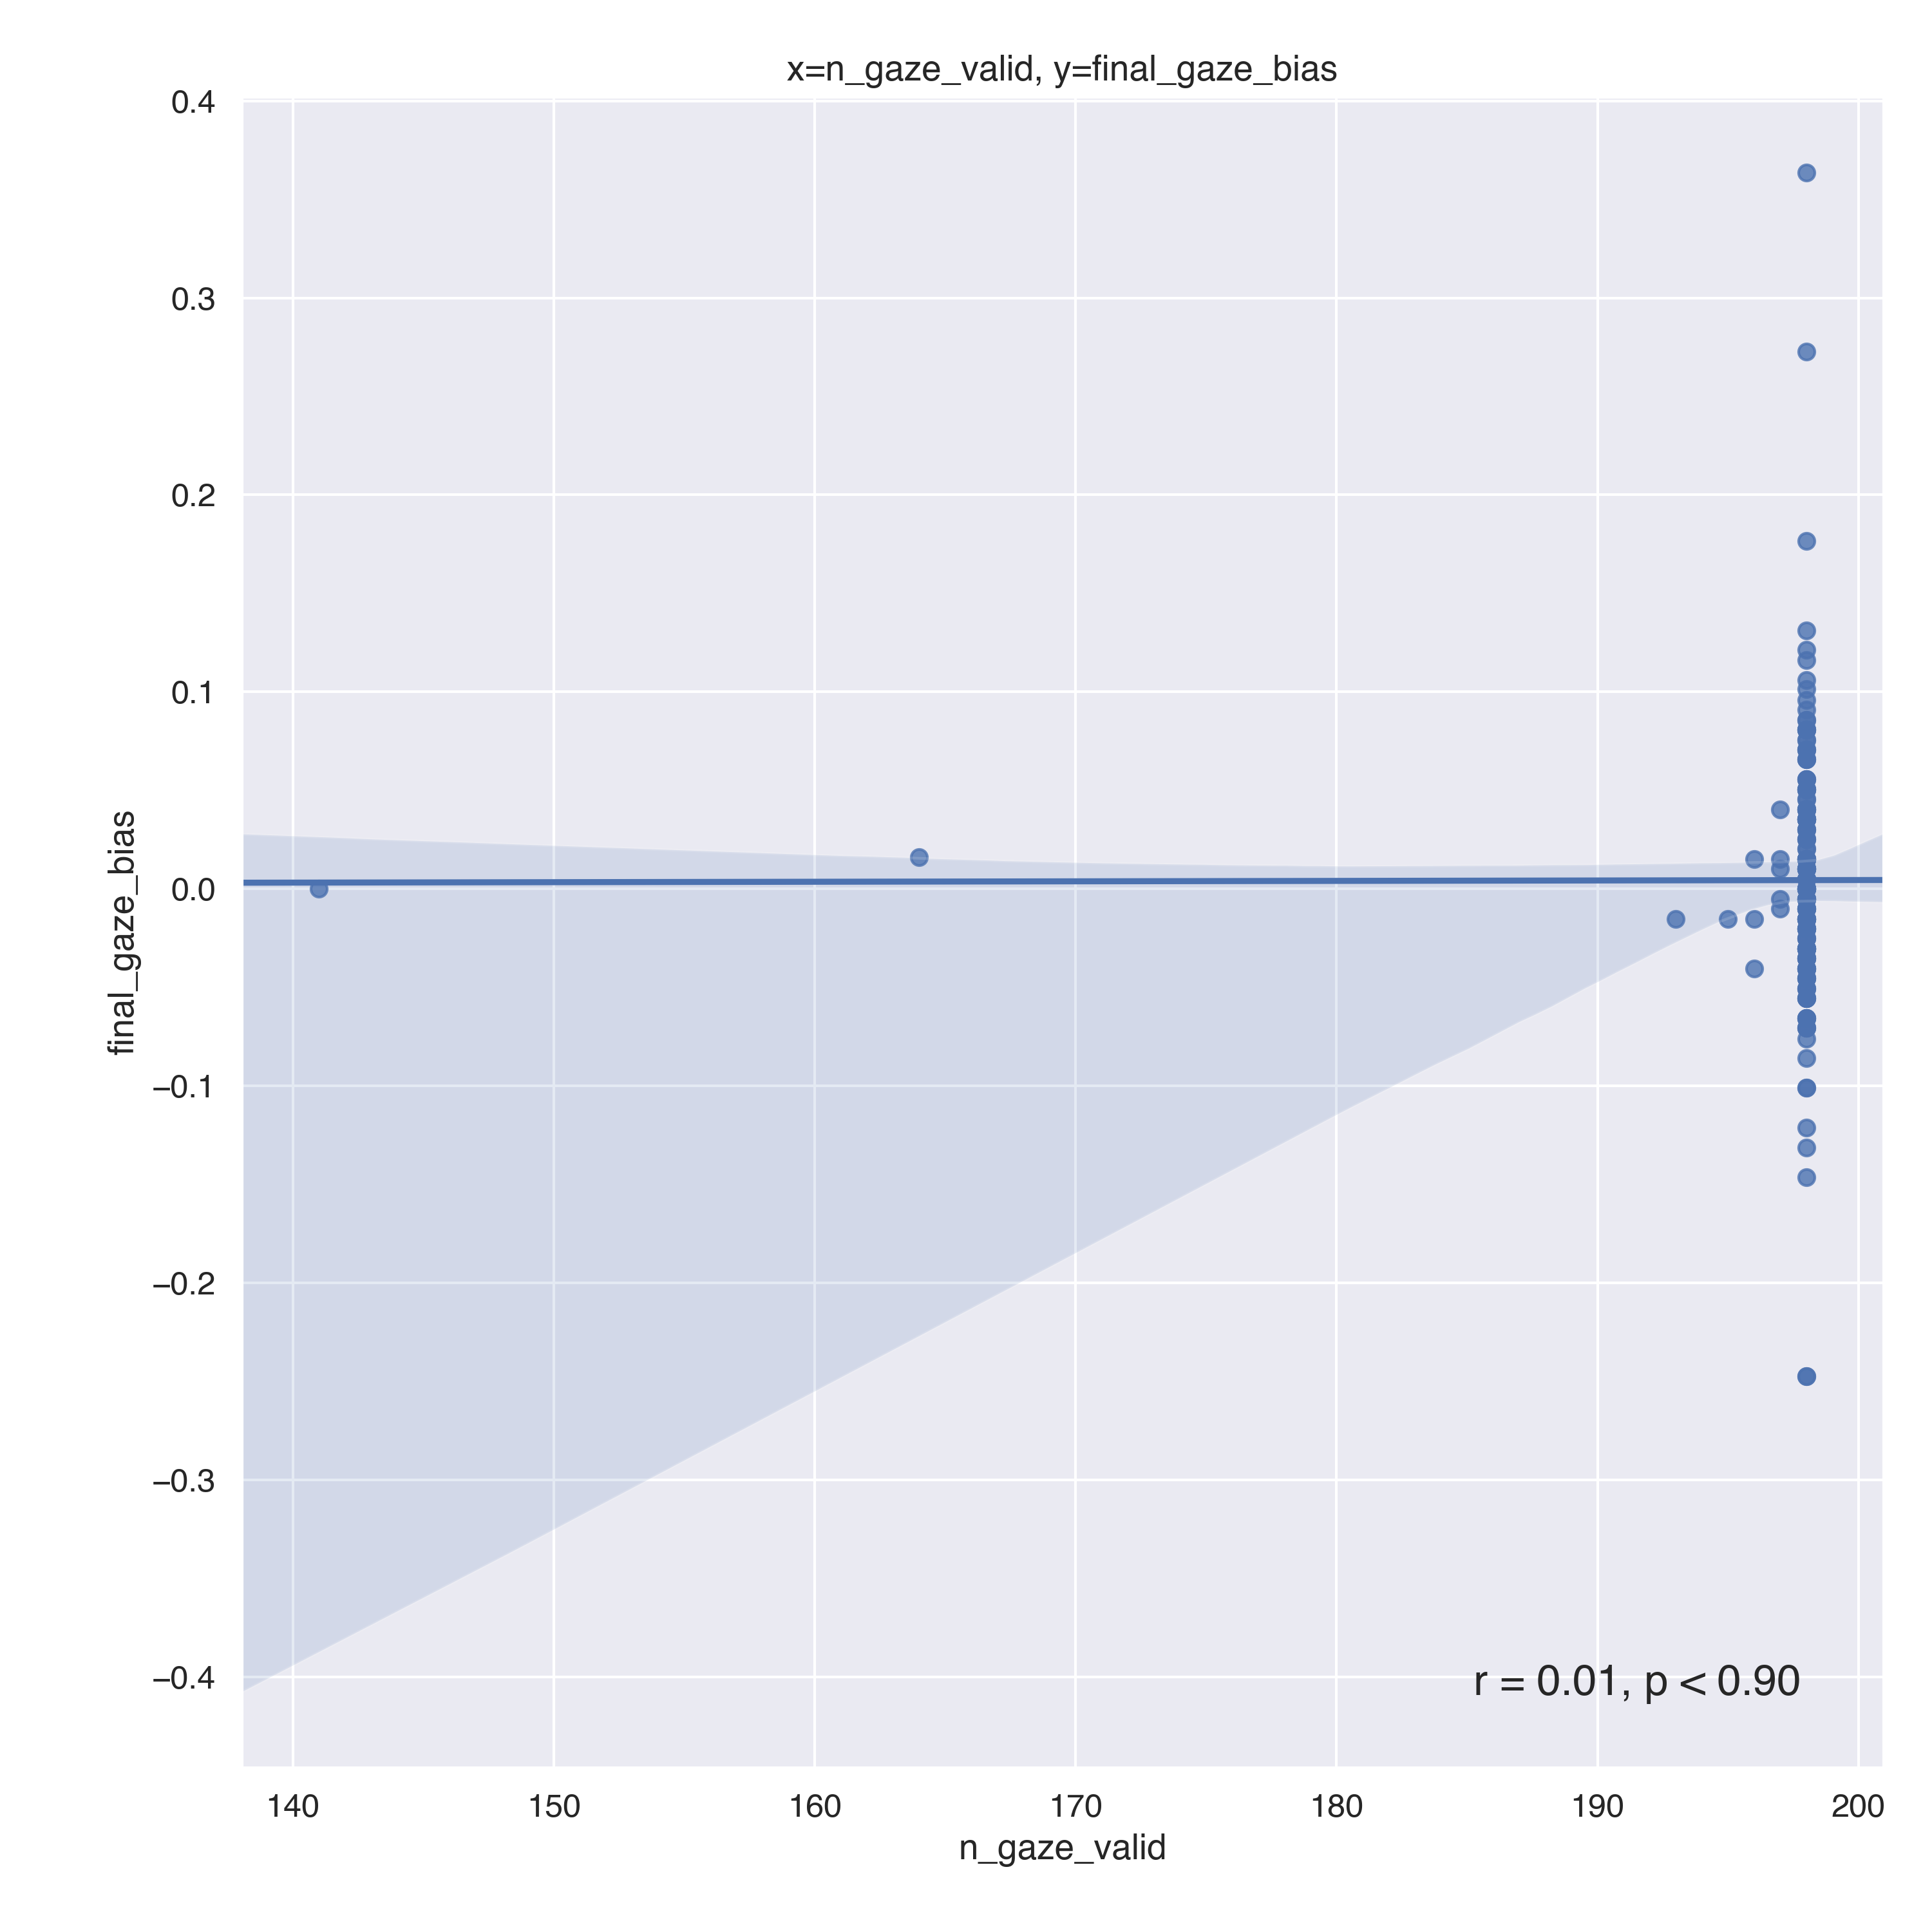 x=n_gaze_valid, y=final_gaze_bias
0.4
0.3
0.2
0.1
0.0
−0.1
−0.2
−0.3
−0.4
final_gaze_bias
r = 0.01, p < 0.90
140 150 160 170 180 190 200
n_gaze_valid